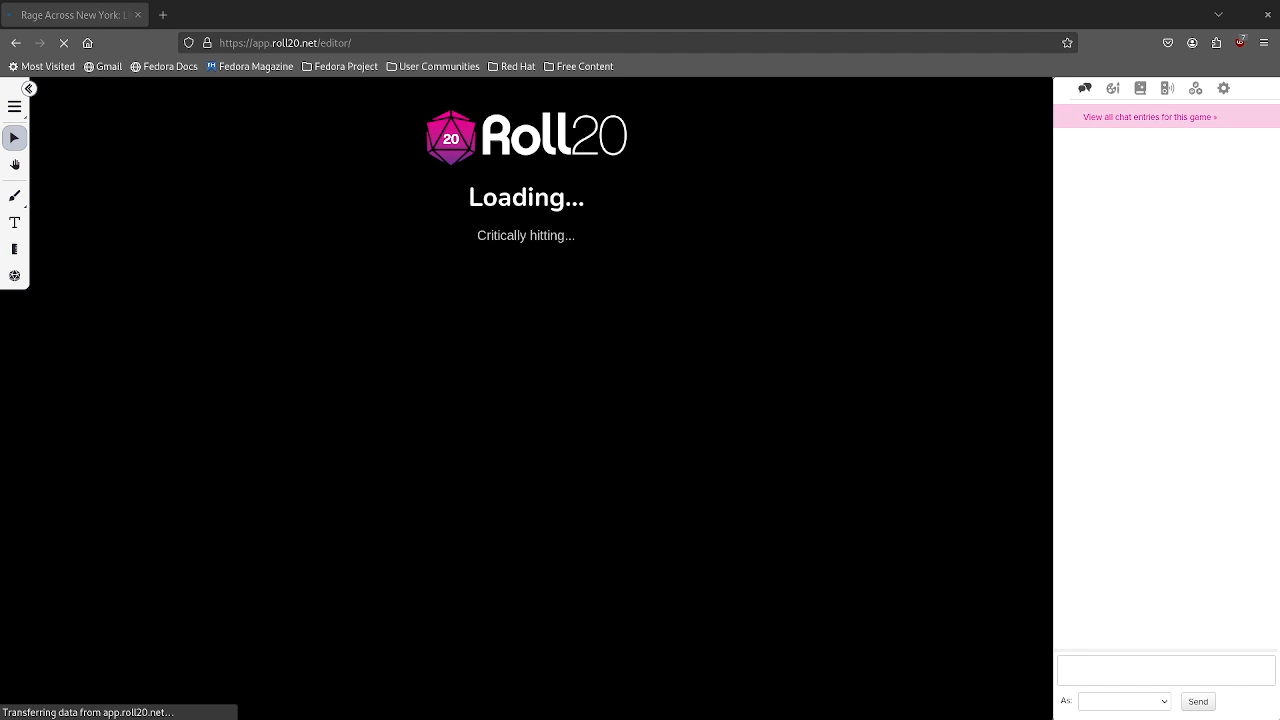 Rage Across New York: L
https://app.roll20.net/editor/
7
Most Visited
Gmail
Fedora Docs
Fedora Magazine
Fedora Project
User Communities
Red Hat
Free Content
20
Roll20
Loading...
Critically hitting...
View all chat entries for this game »
As:
Send
Transferring data from app.roll20.net…